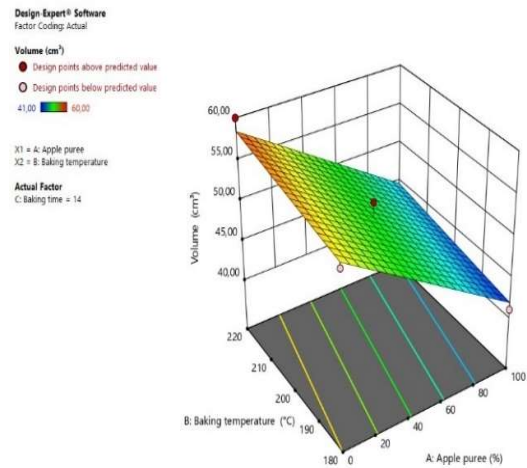 Design-Expert® Software
Factor Coding: Actual
Volume (cm³)
Design points above predicted value
Design points below predicted value
41,00 60,00
X1 = A: Apple puree
X2 = B: Baking temperature
Actual Factor
C: Baking time = 14
60,00
55,00
50,00
45,00
40,00
Volume (cm³)
220
210
200
190
180
B: Baking temperature (°C)
0
20
40
60
80
100
A: Apple puree (%)